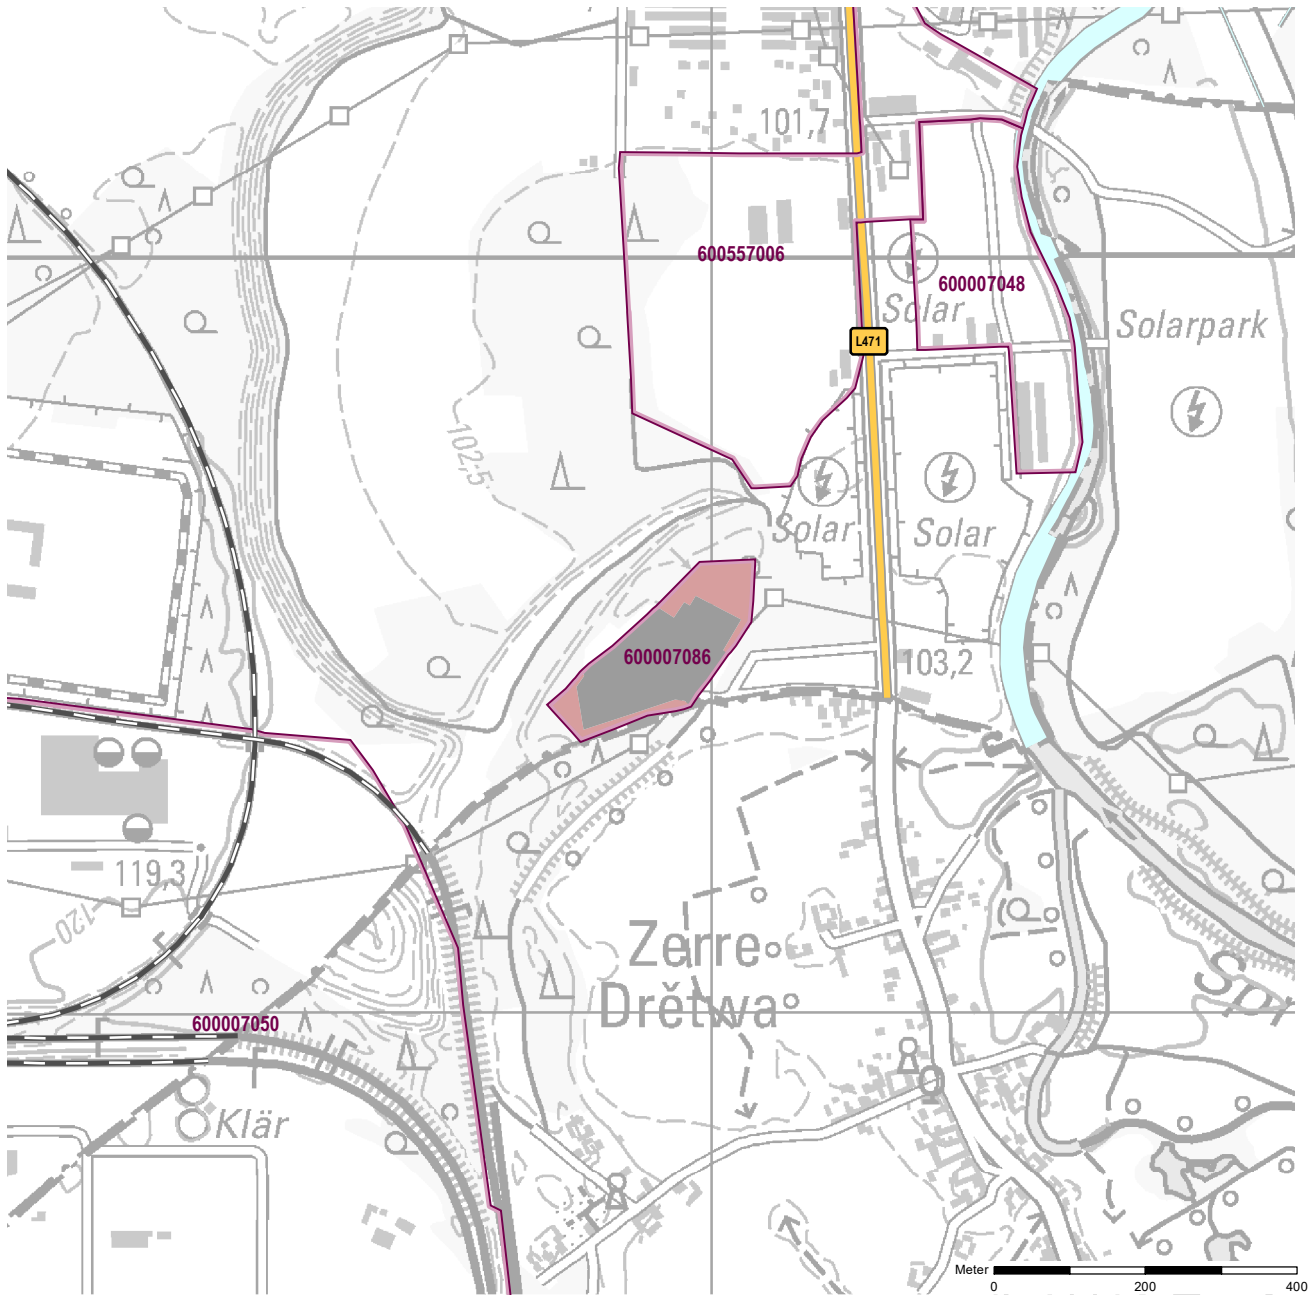 101,7
600557006
600007048
Solar
Solarpark
L471
102,5
Solar
Solar
600007086
103,2
119,3
120
Zerre
Drětwa
Spr
600007050
Klär
Meter
0
200
400